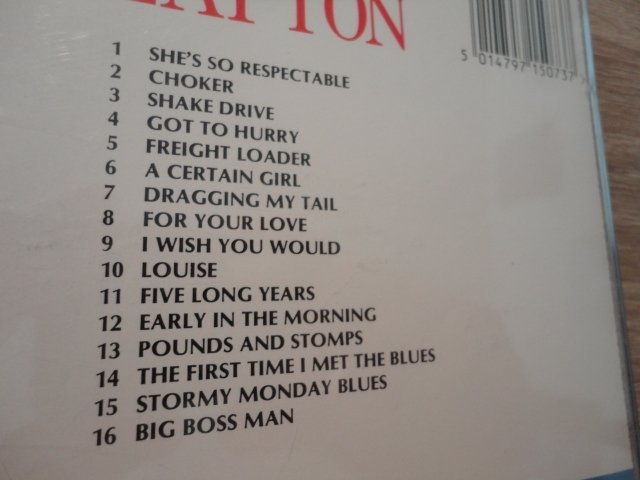 LAPTON
5 014797 150737
1 SHE'S SO RESPECTABLE
2 CHOKER
3 SHAKE DRIVE
4 GOT TO HURRY
5 FREIGHT LOADER
6 A CERTAIN GIRL
7 DRAGGING MY TAIL
8 FOR YOUR LOVE
9 I WISH YOU WOULD
10 LOUISE
11 FIVE LONG YEARS
12 EARLY IN THE MORNING
13 POUNDS AND STOMPS
14 THE FIRST TIME I MET THE BLUES
15 STORMY MONDAY BLUES
16 BIG BOSS MAN